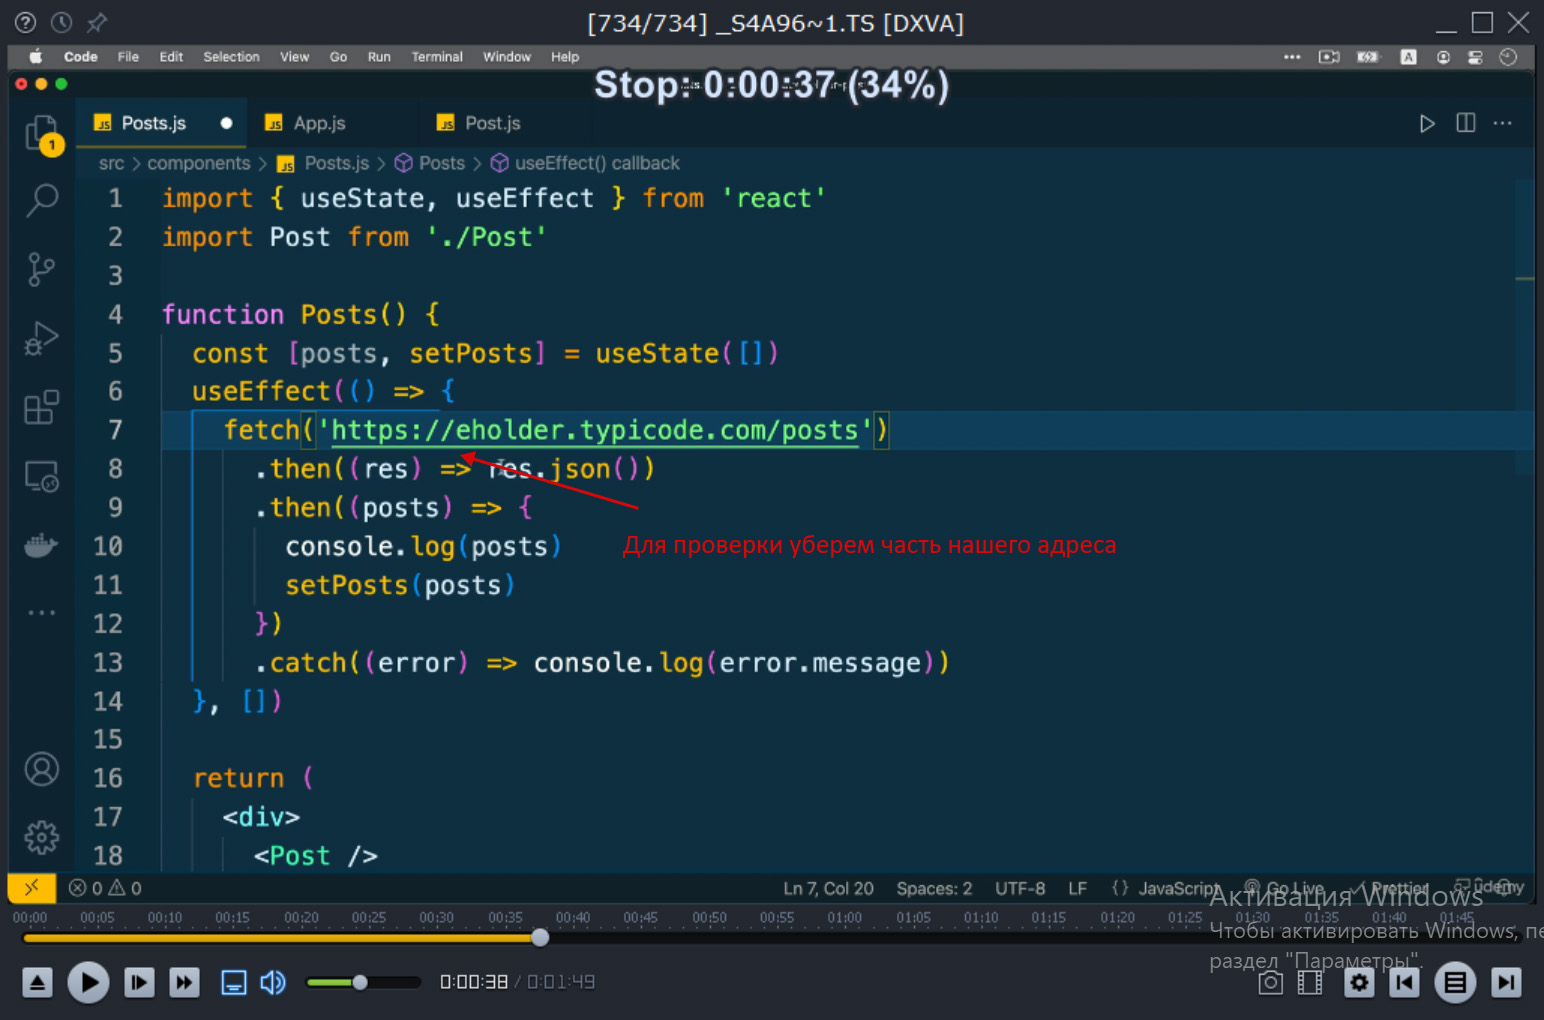 [734/734] _S4A96~1.TS [DXVA]
Code File Edit Selection View Go Run Terminal Window Help
Stop: 0:00:37 (34%)
JS Posts.js JS App.js JS Post.js
1
src > components > JS Posts.js > Posts > useEffect() callback
1 import { useState, useEffect } from 'react'
2 import Post from './Post'
3
4 function Posts() {
5 const [posts, setPosts] = useState([])
6 useEffect(() => {
7 fetch('https://eholder.typicode.com/posts')
8 .then((res) => res.json())
9 .then((posts) => {
10 console.log(posts)
Для проверки уберем часть нашего адреса
11 setPosts(posts)
12 })
13 .catch((error) => console.log(error.message))
14 }, [])
15
16 return (
17 <div>
18 <Post />
0 0 Ln 7, Col 20 Spaces: 2 UTF-8 LF {} JavaScript Go Live Prettier ûdemy
00:00 00:05 00:10 00:15 00:20 00:25 00:30 00:35 00:40 00:45 00:50 00:55 01:00 01:05 01:10 01:15 01:20 01:25 01:30 01:35 01:40 01:45
Активация Windows
Чтобы активировать Windows, пе
раздел "Параметры".
0:00:38 / 0:01:49